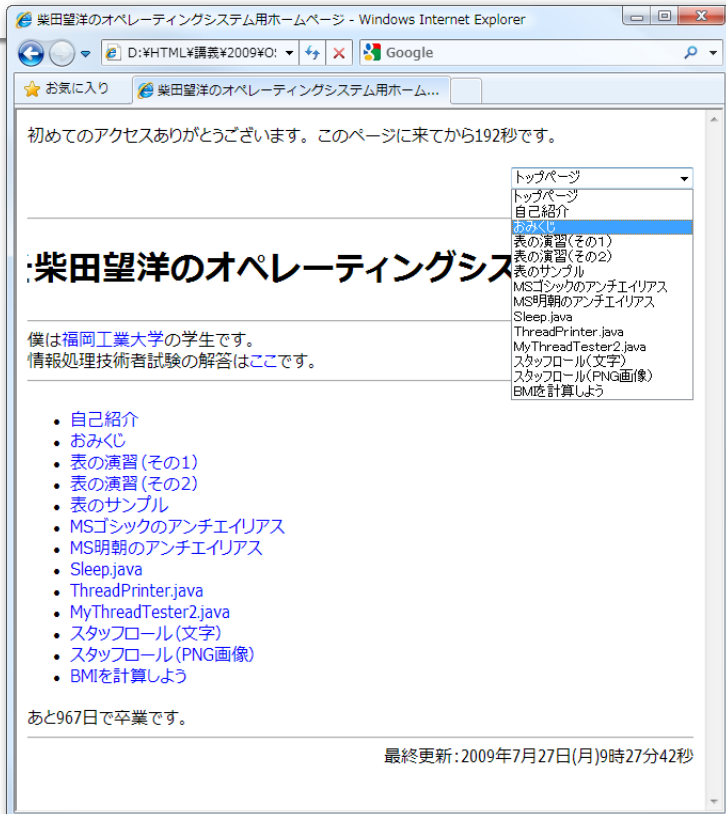 柴田望洋のオペレーティングシステム用ホームページ - Windows Internet Explorer
D:¥HTML¥講義¥2009¥O
Google
お気に入り
柴田望洋のオペレーティングシステム用ホーム...
初めてのアクセスありがとうございます。このページに来てから192秒です。
トップページ
トップページ
自己紹介
おみくじ
表の演習(その1)
表の演習(その2)
表のサンプル
MSゴシックのアンチエイリアス
MS明朝のアンチエイリアス
Sleep.java
ThreadPrinter.java
MyThreadTester2.java
スタッフロール(文字)
スタッフロール(PNG画像)
BMIを計算しよう
柴田望洋のオペレーティングシス
僕は福岡工業大学の学生です。
情報処理技術者試験の解答はここです。
• 自己紹介
• おみくじ
• 表の演習(その1)
• 表の演習(その2)
• 表のサンプル
• MSゴシックのアンチエイリアス
• MS明朝のアンチエイリアス
• Sleep.java
• ThreadPrinter.java
• MyThreadTester2.java
• スタッフロール(文字)
• スタッフロール(PNG画像)
• BMIを計算しよう
あと967日で卒業です。
最終更新:2009年7月27日(月)9時27分42秒